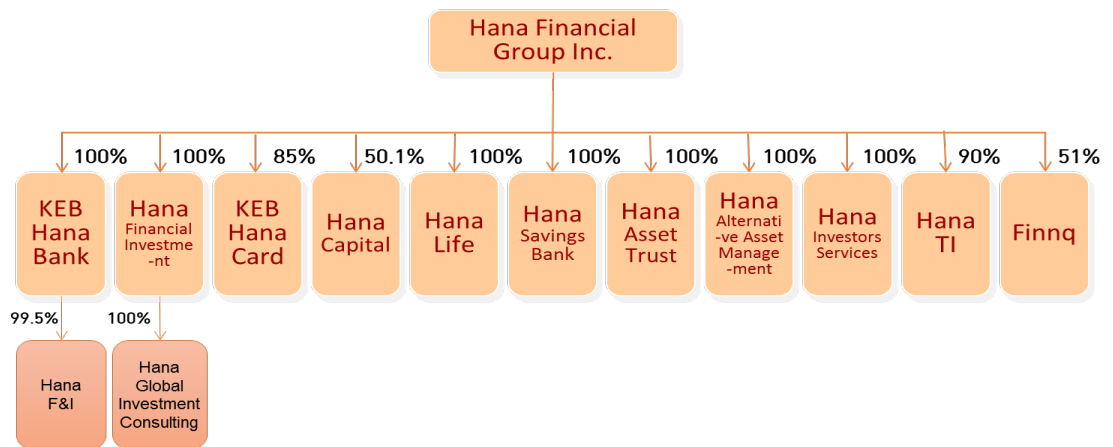 Hana Financial
Group Inc.
100%
100%
85%
50.1%
100%
100%
100%
100%
100%
90%
51%
KEB
Hana
Bank
Hana
Financial
Investme
-nt
KEB
Hana
Card
Hana
Capital
Hana
Life
Hana
Savings
Bank
Hana
Asset
Trust
Hana
Alternati
-ve Asset
Manage
-ment
Hana
Investors
Services
Hana
TI
Finnq
99.5%
100%
Hana
F&I
Hana
Global
Investment
Consulting